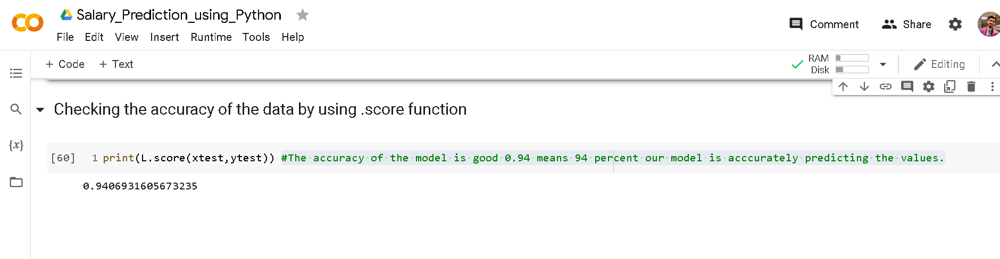 Salary_Prediction_using_Python
File Edit View Insert Runtime Tools Help
Comment Share
+ Code + Text
RAM
Disk
Editing
Checking the accuracy of the data by using .score function
[60] 1 print(L.score(xtest,ytest)) #The accuracy of the model is good 0.94 means 94 percent our model is acccurately predicting the values.
0.9406931605673235